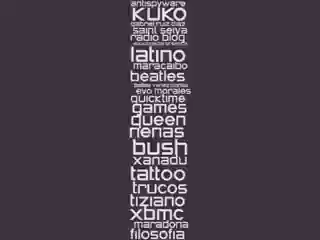 antispyware
KUKO
gabriel ruiz diaz
saint seiya
radio blog
latino
maracaibo
beatles
evo morales
quicktime
games
queen
nenas
bush
xanadu
tattoo
trucos
tiziano
xbmc
maradona
filosofia